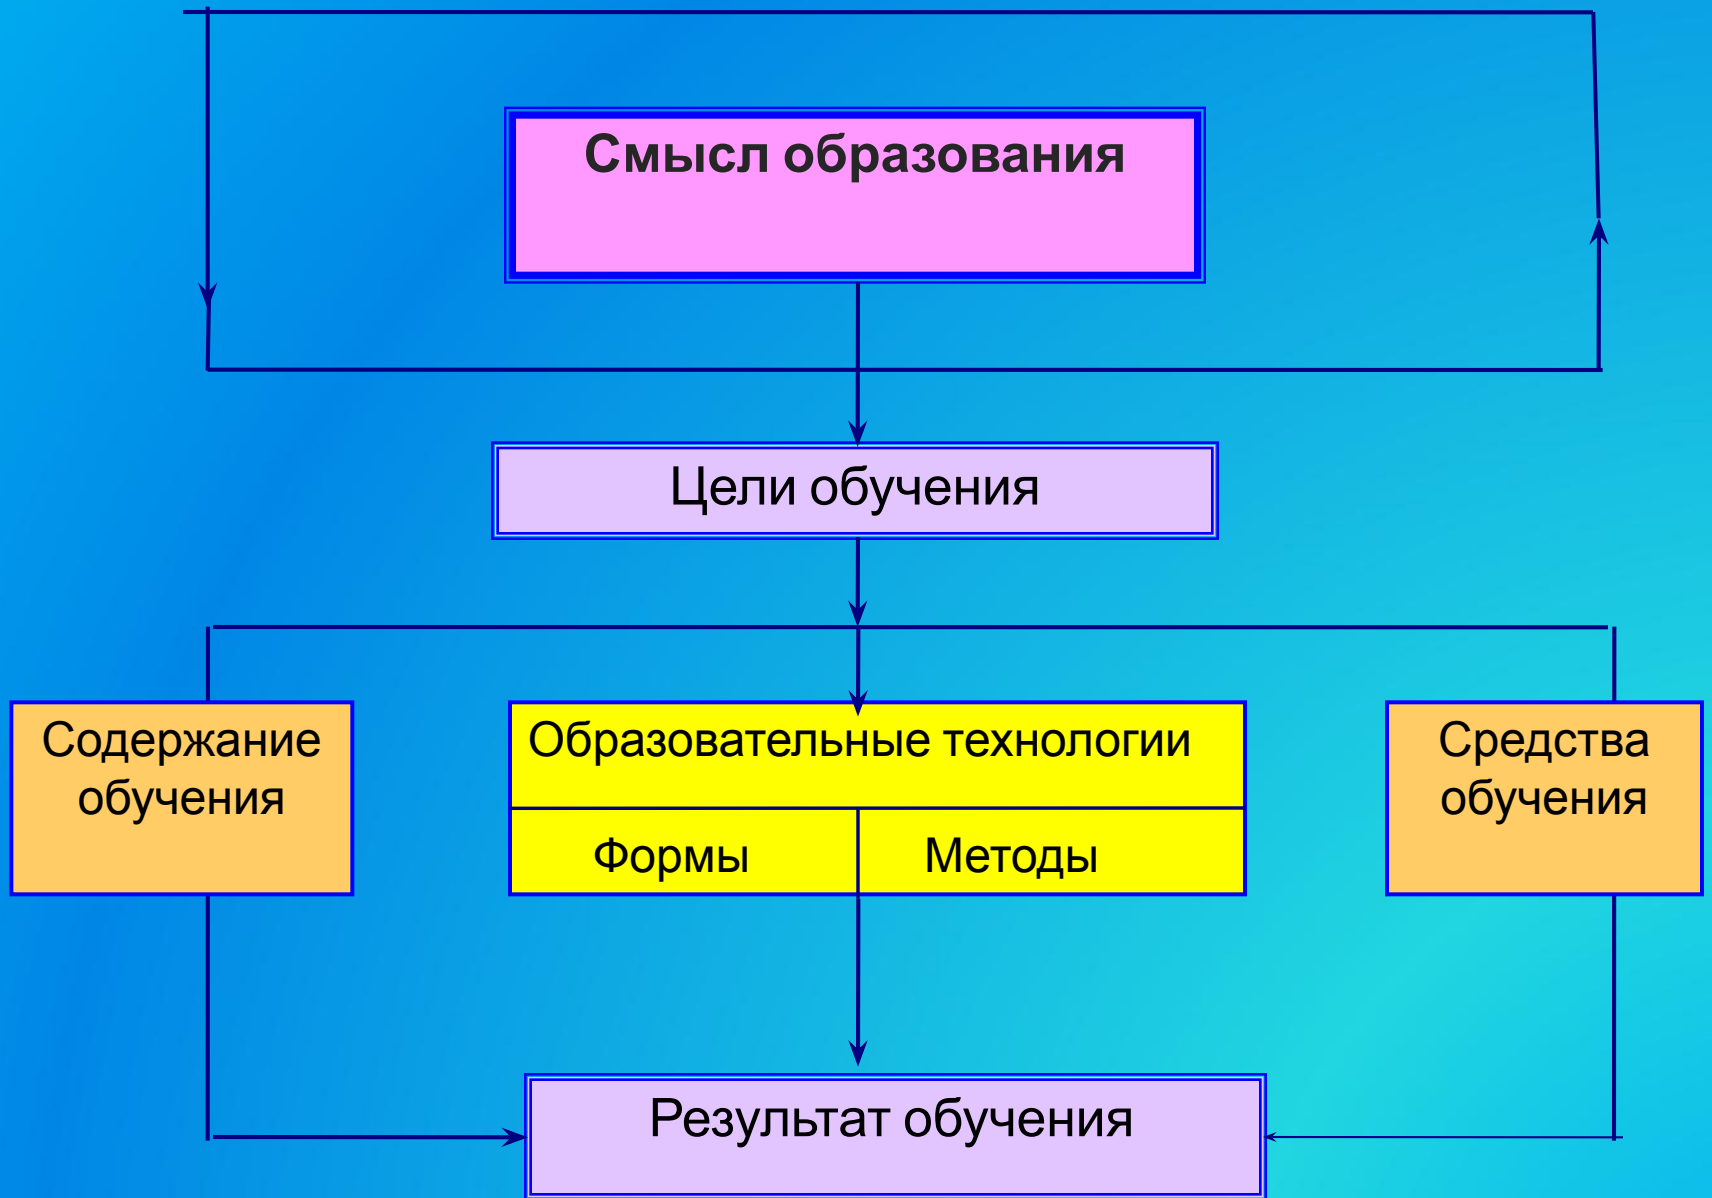 Смысл образования
Цели обучения
Содержание
обучения
Образовательные технологии
Формы
Методы
Средства
обучения
Результат обучения